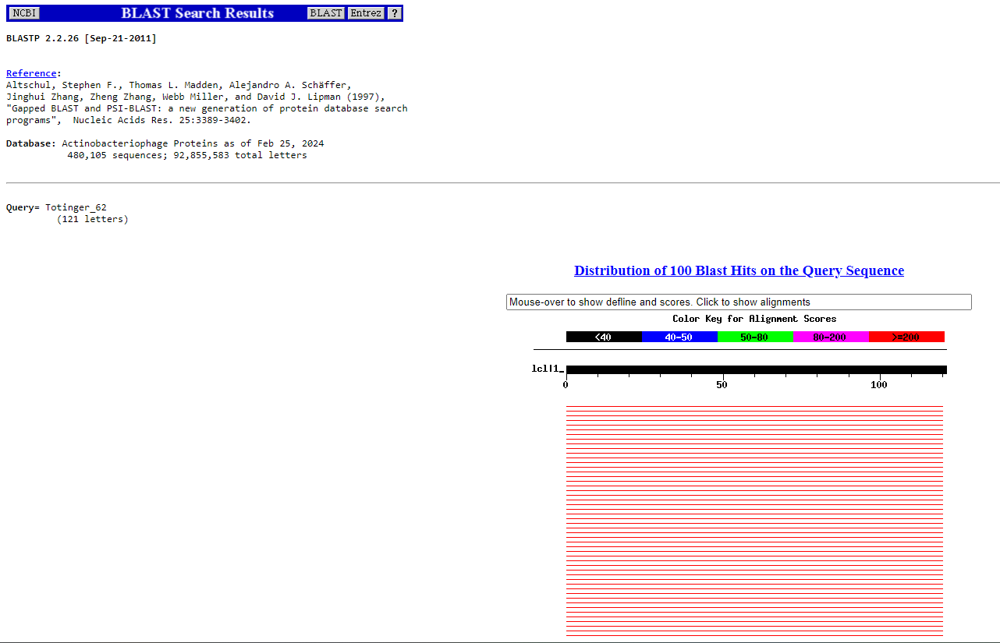 NCBI BLAST Search Results BLAST Entrez ?
BLASTP 2.2.26 [Sep-21-2011]
Reference:
Altschul, Stephen F., Thomas L. Madden, Alejandro A. Schäffer,
Jinghui Zhang, Zheng Zhang, Webb Miller, and David J. Lipman (1997),
"Gapped BLAST and PSI-BLAST: a new generation of protein database search
programs", Nucleic Acids Res. 25:3389-3402.
Database: Actinobacteriophage Proteins as of Feb 25, 2024
480,105 sequences; 92,855,583 total letters
Query= Totinger_62
(121 letters)
Distribution of 100 Blast Hits on the Query Sequence
Mouse-over to show defline and scores. Click to show alignments
Color Key for Alignment Scores
<40 40-50 50-80 80-200 >=200
lcl|1_
0 50 100